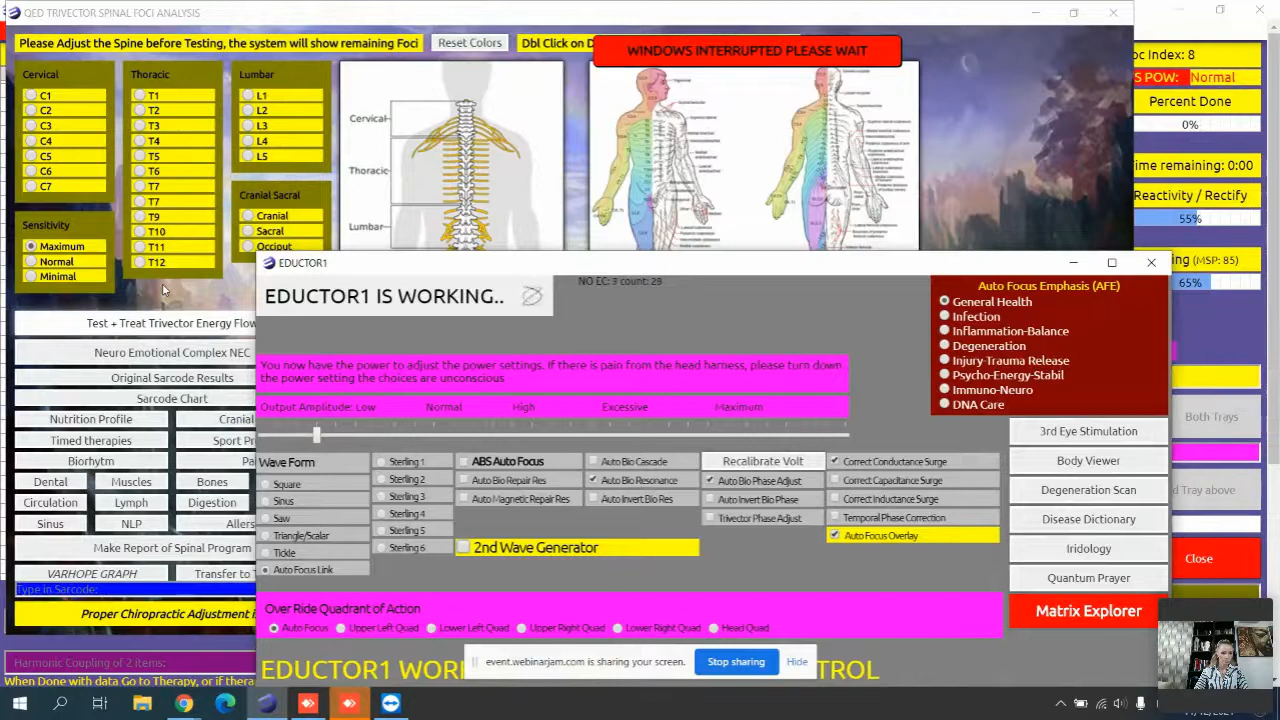 QED TRIVECTOR SPINAL FOCI ANALYSIS
Please Adjust the Spine before Testing, the system will show remaining Foci
Reset Colors
Dbl Click on D
WINDOWS INTERRUPTED PLEASE WAIT
Cervical
C1
C2
C3
C4
C5
C6
C7
Thoracic
T1
T2
T3
T4
T5
T6
T7
T7
T9
T10
T11
T12
Lumbar
L1
L2
L3
L4
L5
Cranial Sacral
Cranial
Sacral
Occiput
Sensitivity
Maximum
Normal
Minimal
Cervical
Thoracic
Lumbar
oc Index: 8
S POW: Normal
Percent Done
0%
ime remaining: 0:00
Reactivity / Rectify
55%
ing (MSP: 85)
65%
Both Trays
d Tray above
Close
Test + Treat Trivector Energy Flow
Neuro Emotional Complex NEC
Original Sarcode Results
Sarcode Chart
Nutrition Profile
Cranial
Timed therapies
Sport Pr
Biorhytm
Pa
Dental
Muscles
Bones
Circulation
Lymph
Digestion
Sinus
NLP
Allers
Make Report of Spinal Program
VARHOPE GRAPH
Transfer to T
Type in Sarcode:
Proper Chiropractic Adjustment i
Harmonic Coupling of 2 items:
When Done with data Go to Therapy, or if thera
EDUCTOR1
EDUCTOR1 IS WORKING..
NO EC: 3 count: 29
Auto Focus Emphasis (AFE)
General Health
Infection
Inflammation-Balance
Degeneration
Injury-Trauma Release
Psycho-Energy-Stabil
Immuno-Neuro
DNA Care
You now have the power to adjust the power settings. If there is pain from the head harness, please turn down
the power setting the choices are unconscious
Output Amplitude: Low Normal High Excessive Maximum
Wave Form
Square
Sinus
Saw
Triangle/Scalar
Tickle
Auto Focus Link
Sterling 1
Sterling 2
Sterling 3
Sterling 4
Sterling 5
Sterling 6
ABS Auto Focus
Auto Bio Repair Res
Auto Magnetic Repair Res
2nd Wave Generator
Auto Bio Cascade
Auto Bio Resonance
Auto Invert Bio Res
Recalibrate Volt
Auto Bio Phase Adjust
Auto Invert Bio Phase
Trivector Phase Adjust
Correct Conductance Surge
Correct Capacitance Surge
Correct Inductance Surge
Temporal Phase Correction
Auto Focus Overlay
3rd Eye Stimulation
Body Viewer
Degeneration Scan
Disease Dictionary
Iridology
Quantum Prayer
Matrix Explorer
Over Ride Quadrant of Action
Auto Focus
Upper Left Quad
Lower Left Quad
Upper Right Quad
Lower Right Quad
Head Quad
EDUCTOR1 WOR
TROL
event.webinarjam.com is sharing your screen.
Stop sharing
Hide